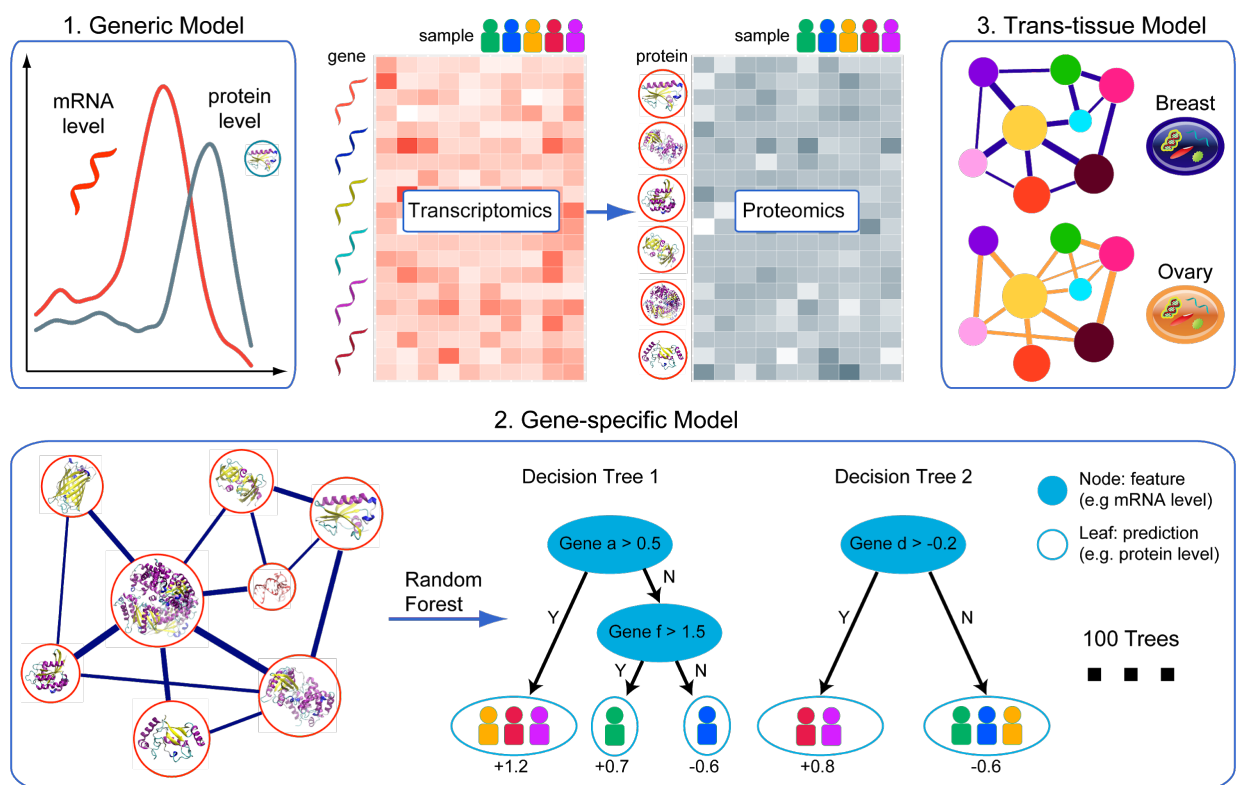 1. Generic Model
mRNA
level
protein
level
sample
gene
Transcriptomics
sample
protein
Proteomics
3. Trans-tissue Model
Breast
Ovary
2. Gene-specific Model
Random
Forest
Decision Tree 1
Gene a > 0.5
N
Y
Gene f > 1.5
Y
N
+1.2
+0.7
-0.6
Decision Tree 2
Gene d > -0.2
Y
N
+0.8
-0.6
Node: feature
(e.g mRNA level)
Leaf: prediction
(e.g. protein level)
100 Trees